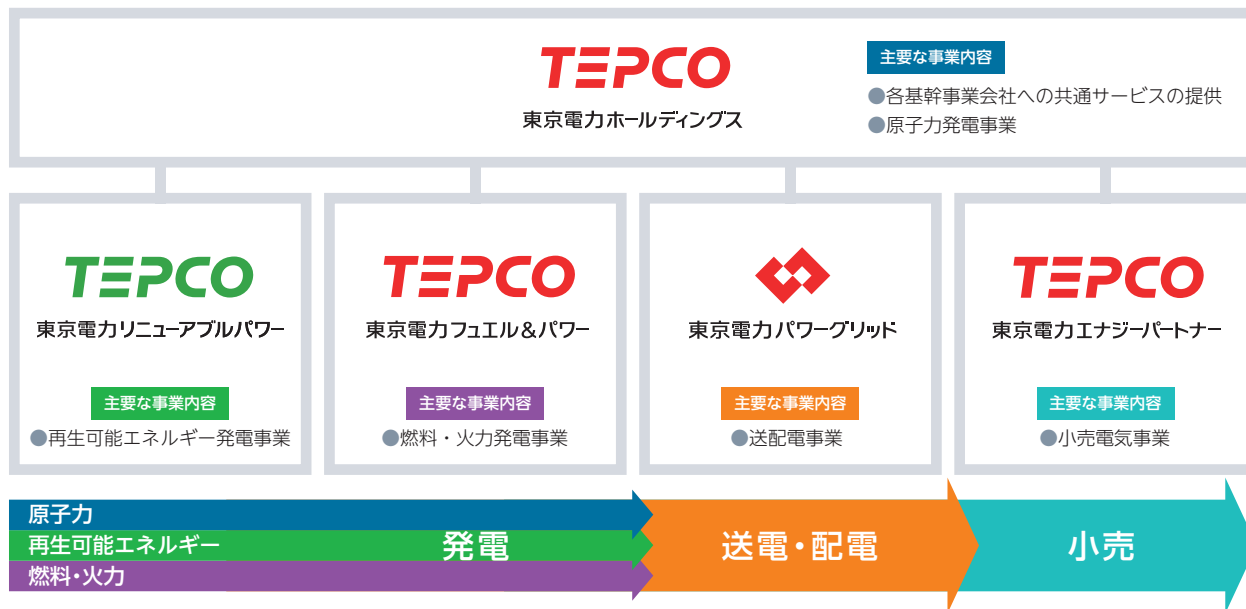 TEPCO
東京電力ホールディングス
主要な事業内容
●各基幹事業会社への共通サービスの提供
●原子力発電事業
TEPCO
東京電力リニューアブルパワー
主要な事業内容
●再生可能エネルギー発電事業
TEPCO
東京電力フュエル&パワー
主要な事業内容
●燃料・火力発電事業
東京電力パワーグリッド
主要な事業内容
●送配電事業
TEPCO
東京電力エナジーパートナー
主要な事業内容
●小売電気事業
原子力
再生可能エネルギー
燃料・火力
発電
送電・配電
小売